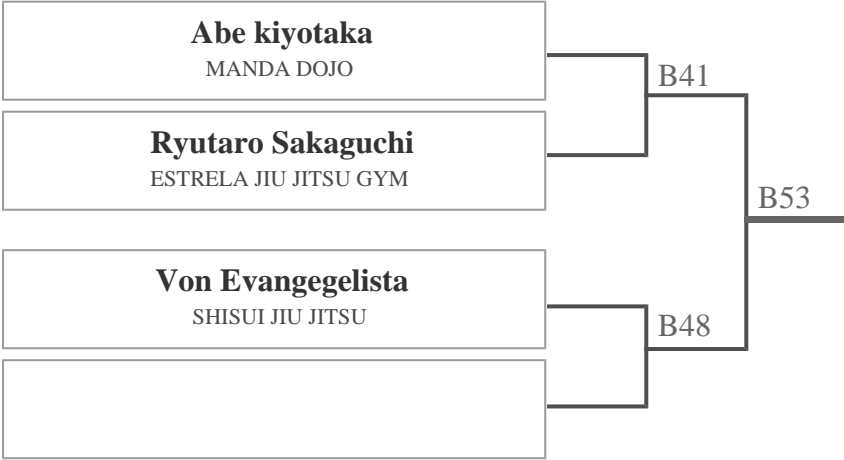 Abe kiyotaka
MANDA DOJO
B41
Ryutaro Sakaguchi
ESTRELA JIU JITSU GYM
B53
Von Evangegelista
SHISUI JIU JITSU
B48